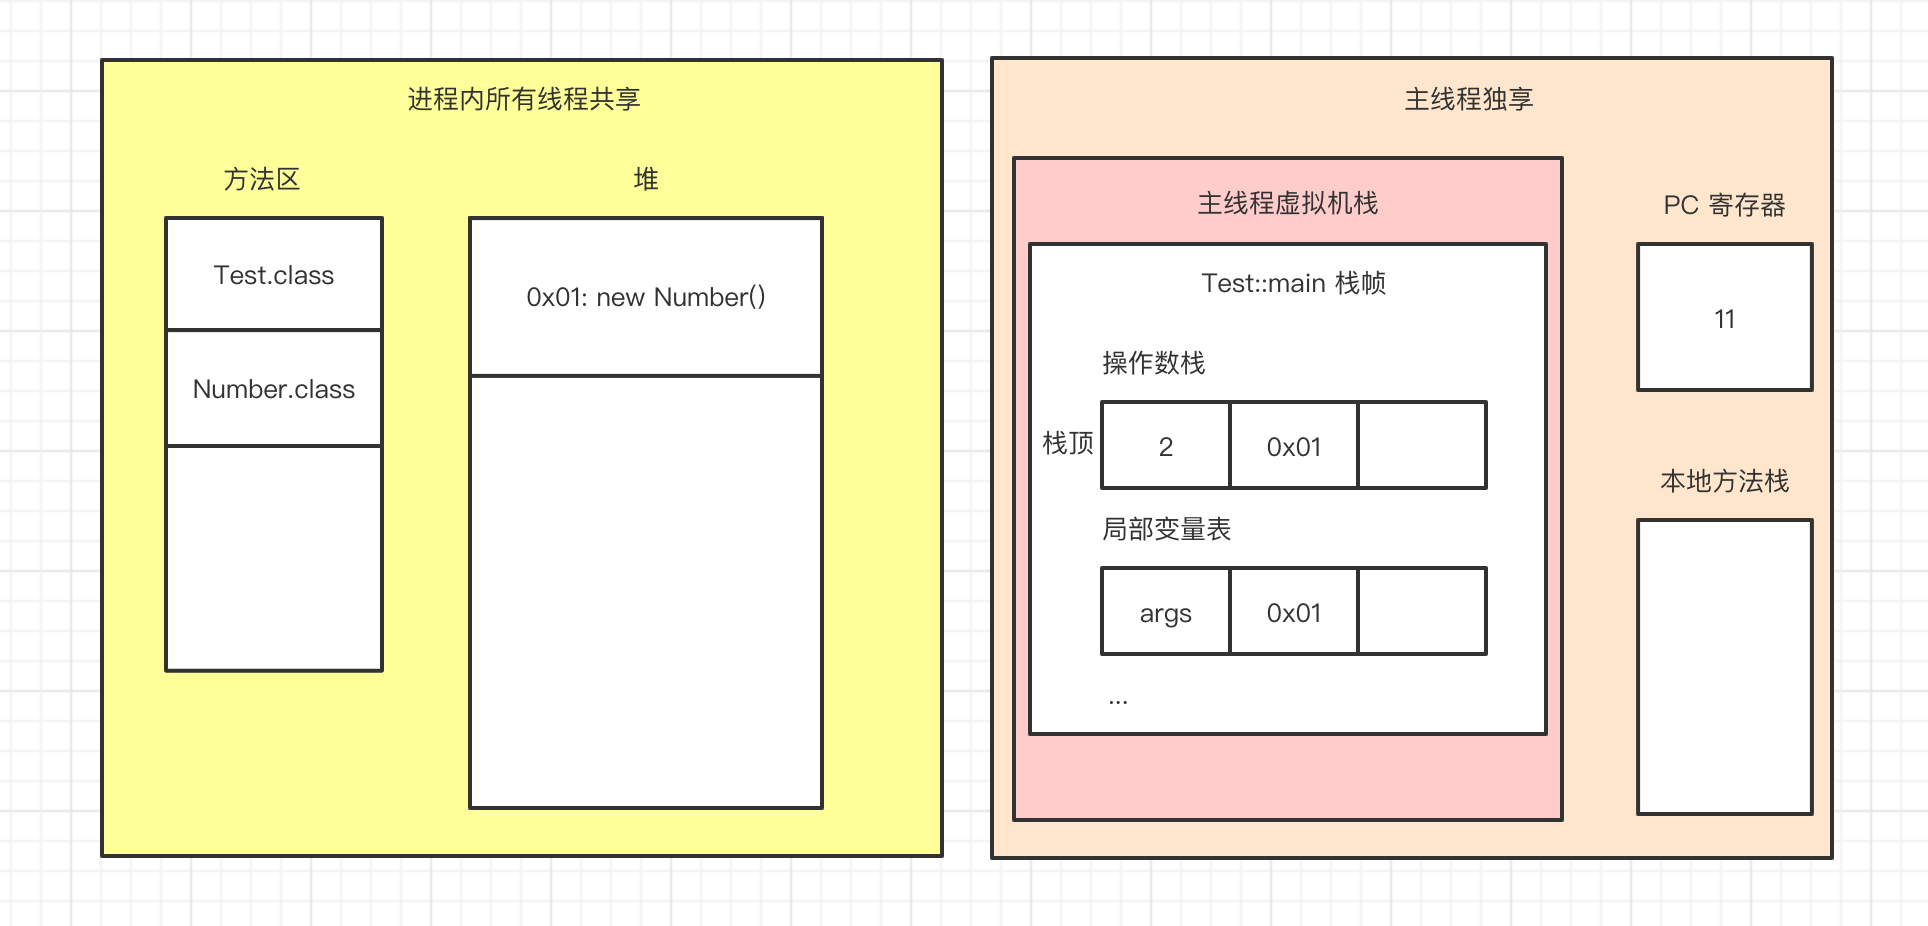 进程内所有线程共享
方法区
堆
Test.class
Number.class
0x01: new Number()
主线程独享
主线程虚拟机栈
Test::main 栈帧
操作数栈
栈顶
2
0x01
局部变量表
args
0x01
...
PC 寄存器
11
本地方法栈